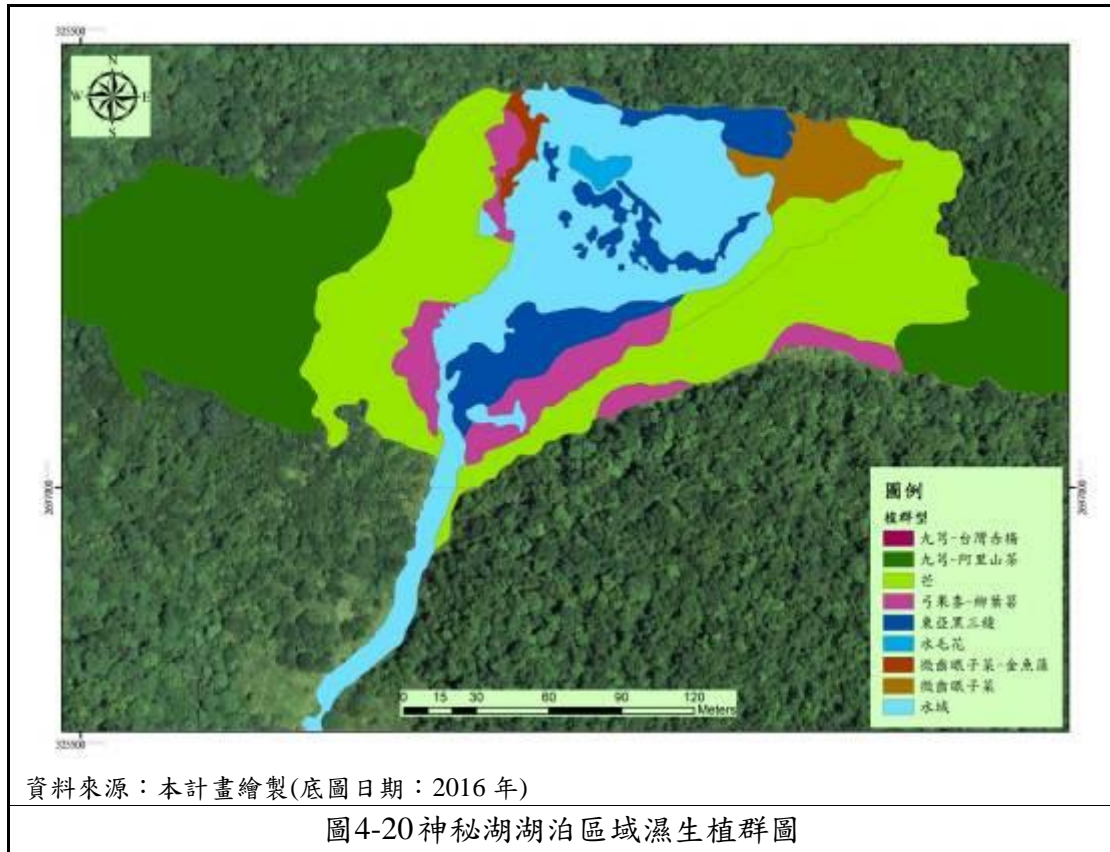 325500
N
W E
S
2697000
2697000
圖例
植群型
九芎-台灣赤楊
九芎-阿里山茶
芒
弓果黍-柳葉箬
東亞黑三稜
水毛花
微齒眼子菜-金魚藻
微齒眼子菜
水域
0 15 30 60 90 120
Meters
325500
資料來源：本計畫繪製(底圖日期：2016 年)
圖4-20神秘湖湖泊區域濕生植群圖